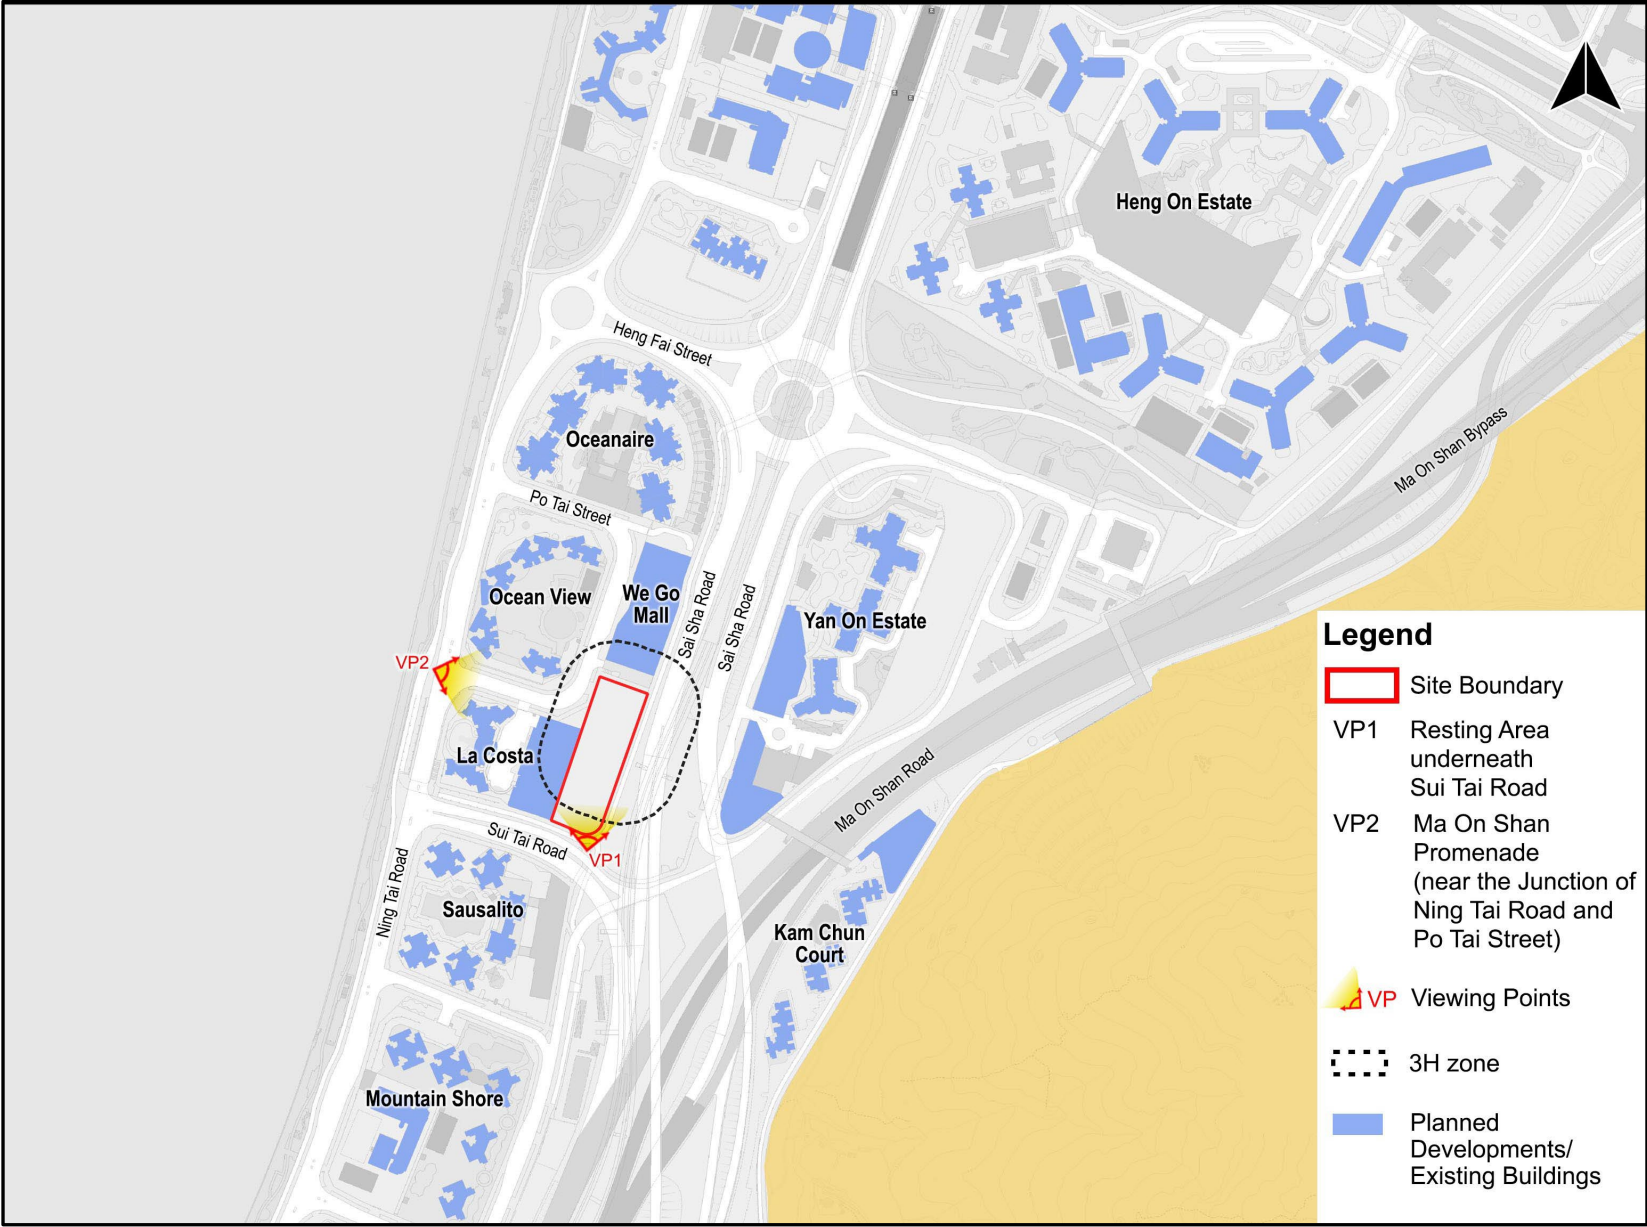 Heng On Estate
Heng Fai Street
Oceanaire
Ma On Shan Bypass
Po Tai Street
Ocean View
We Go
Mall
Sai Sha Road
Sai Sha Road
Yan On Estate
VP2
La Costa
Ma On Shan Road
Sui Tai Road
VP1
Ning Tai Road
Sausalito
Kam Chun
Court
Mountain Shore
Legend
Site Boundary
VP1 Resting Area
underneath
Sui Tai Road
VP2 Ma On Shan
Promenade
(near the Junction of
Ning Tai Road and
Po Tai Street)
VP Viewing Points
3H zone
Planned
Developments/
Existing Buildings